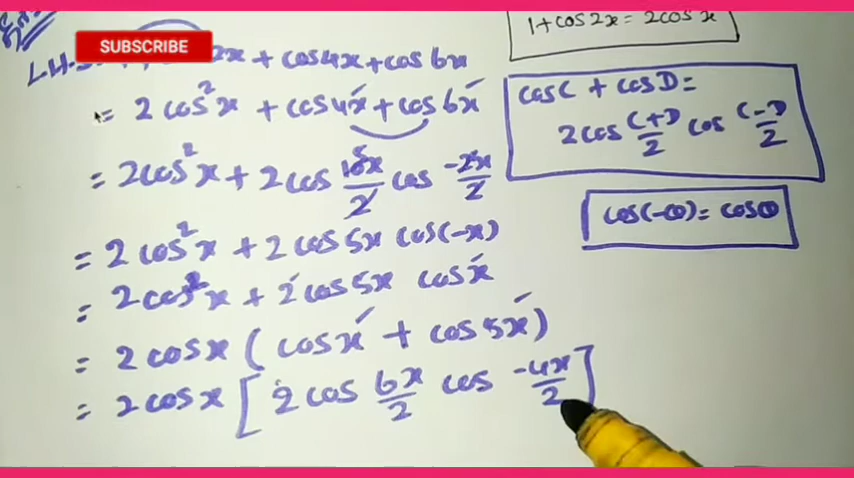 1+cos2x = 2cos x
SUBSCRIBE
L.H.S. 2x + cos4x + cos6x
= 2cos²x + cos4x + cos6x
cosC + cosD =
2cos C+D/2 cos C-D/2
= 2cos²x + 2cos 10x/2 cos -2x/2
cos(-θ) = cosθ
= 2cos²x + 2cos5x cos(-x)
= 2cos²x + 2cos5x cosx
= 2cosx (cosx + cos5x)
= 2cosx [2cos 6x/2 cos -4x/2]